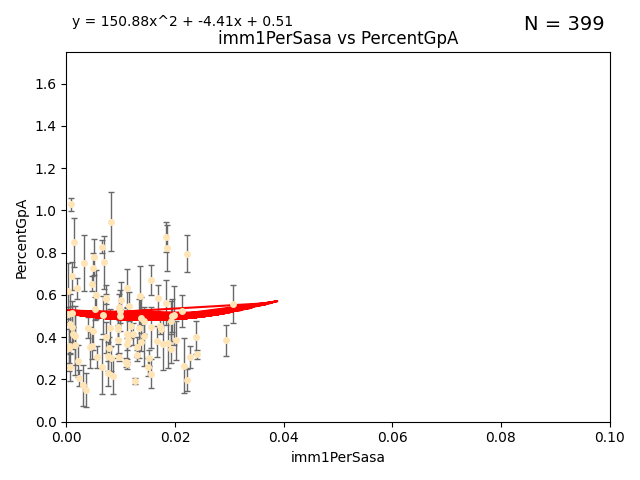 y = 150.88x^2 + -4.41x + 0.51
N = 399
imm1PerSasa vs PercentGpA
1.6
1.4
1.2
1.0
0.8
0.6
0.4
0.2
0.0
PercentGpA
0.00 0.02 0.04 0.06 0.08 0.10
imm1PerSasa